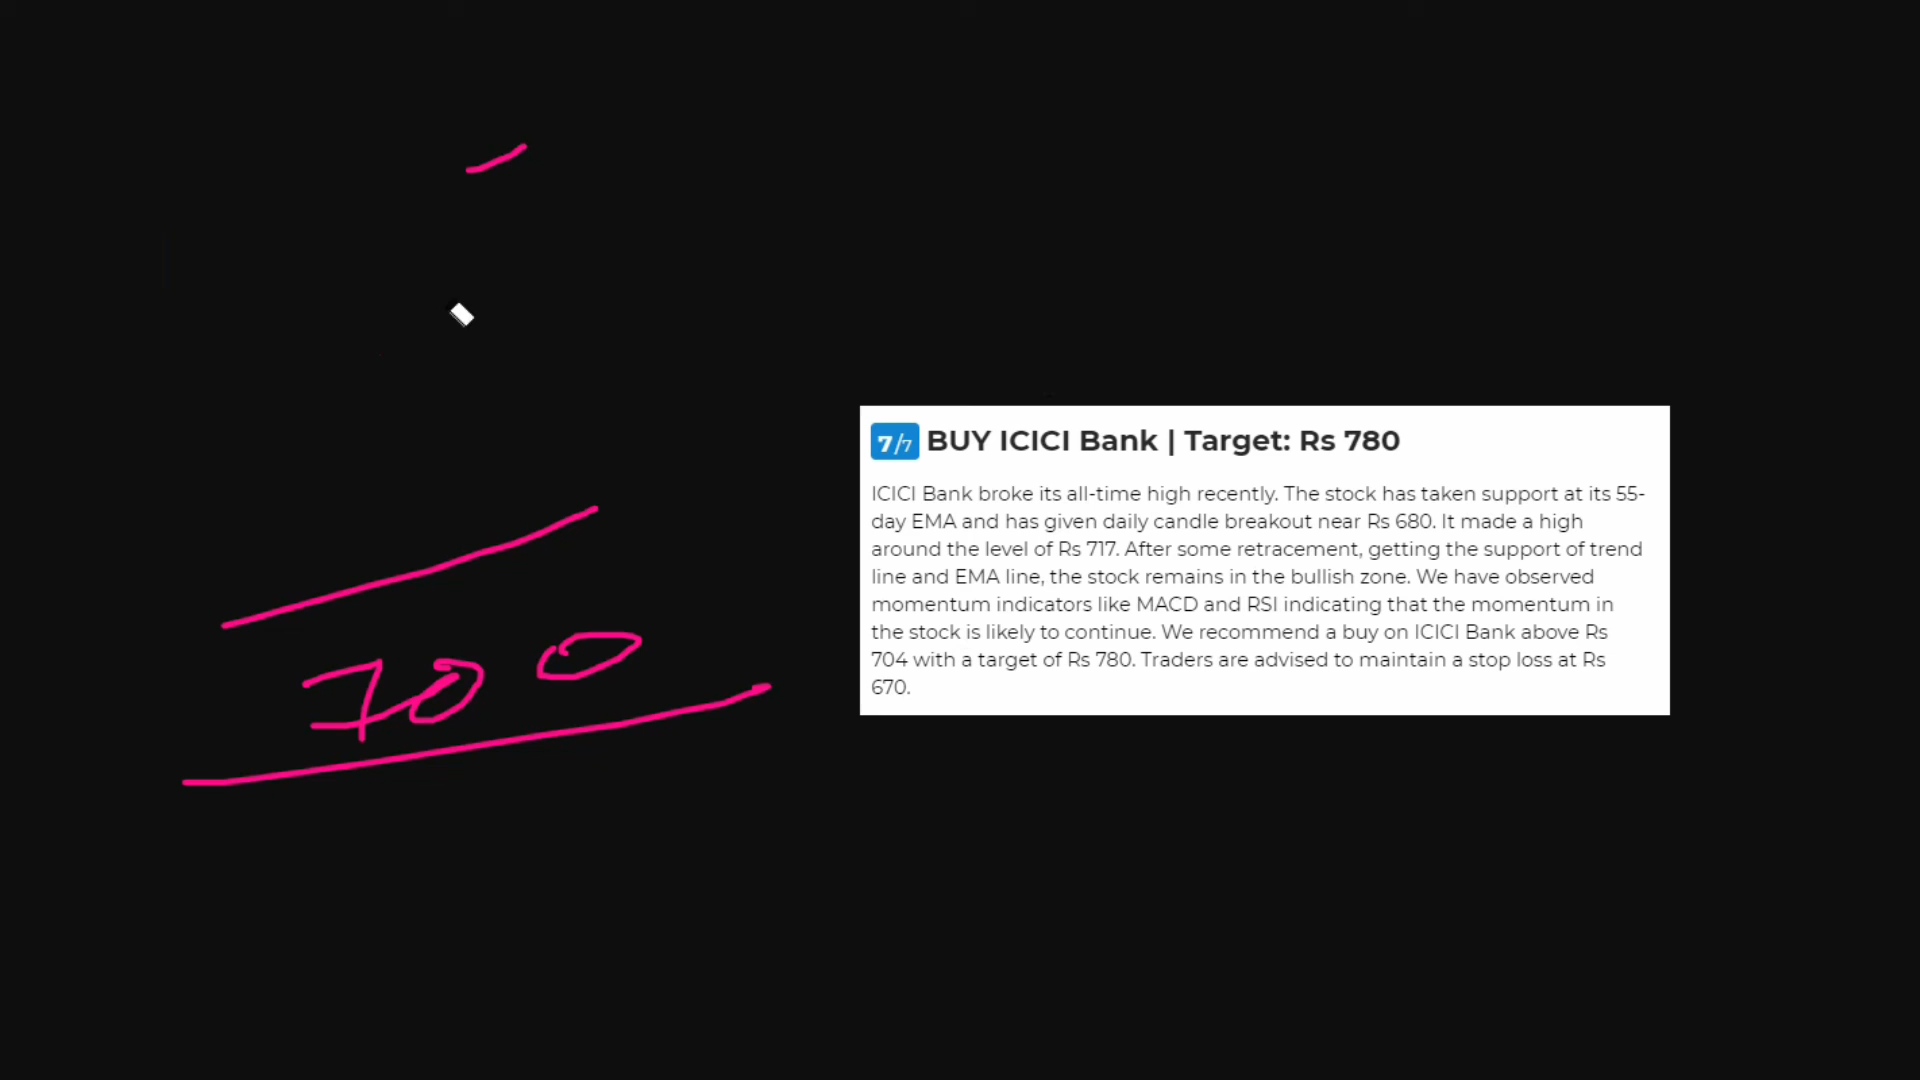 7/7 BUY ICICI Bank | Target: Rs 780
ICICI Bank broke its all-time high recently. The stock has taken support at its 55-
day EMA and has given daily candle breakout near Rs 680. It made a high
around the level of Rs 717. After some retracement, getting the support of trend
line and EMA line, the stock remains in the bullish zone. We have observed
momentum indicators like MACD and RSI indicating that the momentum in
the stock is likely to continue. We recommend a buy on ICICI Bank above Rs
704 with a target of Rs 780. Traders are advised to maintain a stop loss at Rs
670.
700